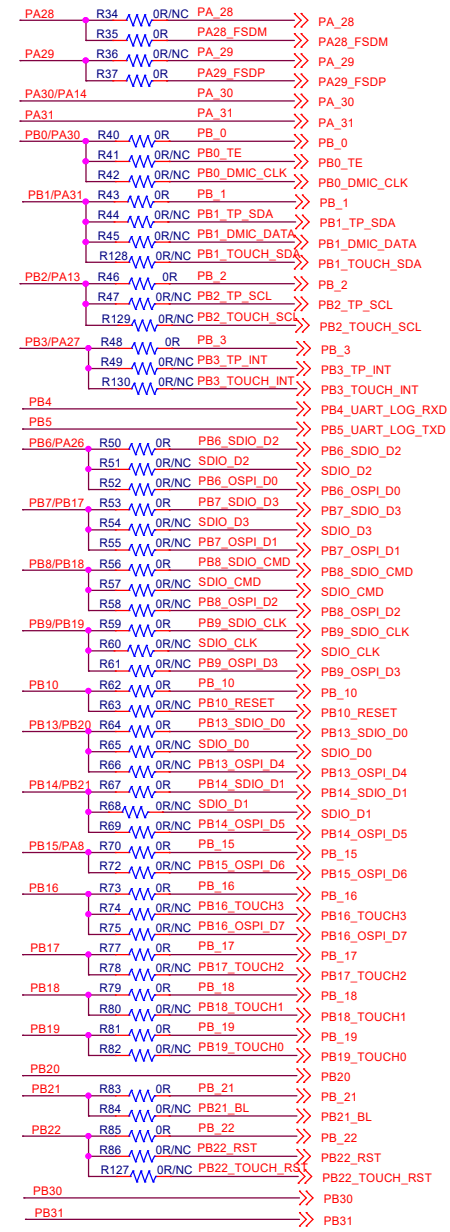 PA28 R34 0R/NC PA_28 PA_28
R35 0R PA28_FSDM PA28_FSDM
PA29 R36 0R/NC PA_29 PA_29
R37 0R PA29_FSDP PA29_FSDP
PA30/PA14 PA_30 PA_30
PA31 PA_31 PA_31
PB0/PA30 R40 0R PB_0 PB_0
R41 0R/NC PB0_TE PB0_TE
R42 0R/NC PB0_DMIC_CLK PB0_DMIC_CLK
PB1/PA31 R43 0R PB_1 PB_1
R44 0R/NC PB1_TP_SDA PB1_TP_SDA
R45 0R/NC PB1_DMIC_DATA PB1_DMIC_DATA
R128 0R/NC PB1_TOUCH_SDA PB1_TOUCH_SDA
PB2/PA13 R46 0R PB_2 PB_2
R47 0R/NC PB2_TP_SCL PB2_TP_SCL
R129 0R/NC PB2_TOUCH_SCL PB2_TOUCH_SCL
PB3/PA27 R48 0R PB_3 PB_3
R49 0R/NC PB3_TP_INT PB3_TP_INT
R130 0R/NC PB3_TOUCH_INT PB3_TOUCH_INT
PB4 PB4_UART_LOG_RXD
PB5 PB5_UART_LOG_TXD
PB6/PA26 R50 0R PB6_SDIO_D2 PB6_SDIO_D2
R51 0R/NC SDIO_D2 SDIO_D2
R52 0R/NC PB6_OSPI_D0 PB6_OSPI_D0
PB7/PB17 R53 0R PB7_SDIO_D3 PB7_SDIO_D3
R54 0R/NC SDIO_D3 SDIO_D3
R55 0R/NC PB7_OSPI_D1 PB7_OSPI_D1
PB8/PB18 R56 0R PB8_SDIO_CMD PB8_SDIO_CMD
R57 0R/NC SDIO_CMD SDIO_CMD
R58 0R/NC PB8_OSPI_D2 PB8_OSPI_D2
PB9/PB19 R59 0R PB9_SDIO_CLK PB9_SDIO_CLK
R60 0R/NC SDIO_CLK SDIO_CLK
R61 0R/NC PB9_OSPI_D3 PB9_OSPI_D3
PB10 R62 0R PB_10 PB_10
R63 0R/NC PB10_RESET PB10_RESET
PB13/PB20 R64 0R PB13_SDIO_D0 PB13_SDIO_D0
R65 0R/NC SDIO_D0 SDIO_D0
R66 0R/NC PB13_OSPI_D4 PB13_OSPI_D4
PB14/PB21 R67 0R PB14_SDIO_D1 PB14_SDIO_D1
R68 0R/NC SDIO_D1 SDIO_D1
R69 0R/NC PB14_OSPI_D5 PB14_OSPI_D5
PB15/PA8 R70 0R PB_15 PB_15
R72 0R/NC PB15_OSPI_D6 PB15_OSPI_D6
PB16 R73 0R PB_16 PB_16
R74 0R/NC PB16_TOUCH3 PB16_TOUCH3
R75 0R/NC PB16_OSPI_D7 PB16_OSPI_D7
PB17 R77 0R PB_17 PB_17
R78 0R/NC PB17_TOUCH2 PB17_TOUCH2
PB18 R79 0R PB_18 PB_18
R80 0R/NC PB18_TOUCH1 PB18_TOUCH1
PB19 R81 0R PB_19 PB_19
R82 0R/NC PB19_TOUCH0 PB19_TOUCH0
PB20 PB20
PB21 R83 0R PB_21 PB_21
R84 0R/NC PB21_BL PB21_BL
PB22 R85 0R PB_22 PB_22
R86 0R/NC PB22_RST PB22_RST
R127 0R/NC PB22_TOUCH_RST PB22_TOUCH_RST
PB30 PB30
PB31 PB31